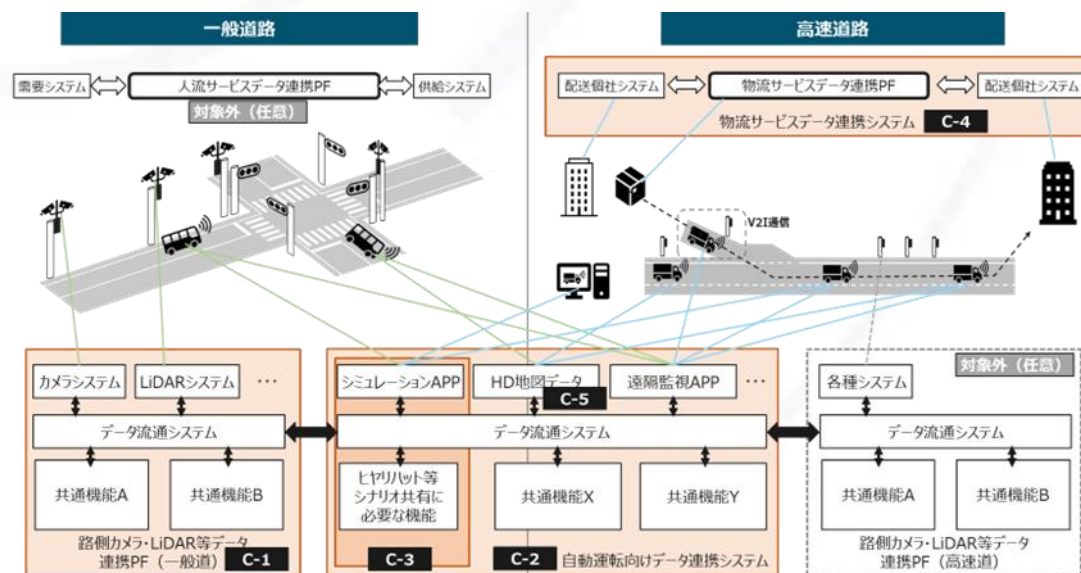 一般道路
高速道路
需要システム
人流サービスデータ連携PF
供給システム
対象外(任意)
配送個社システム
物流サービスデータ連携PF
配送個社システム
物流サービスデータ連携システム
C-4
V2I通信
カメラシステム
LiDARシステム
…
シミュレーションAPP
HD地図データ
遠隔監視APP
…
C-5
対象外(任意)
各種システム
データ流通システム
データ流通システム
データ流通システム
共通機能A
共通機能B
ヒヤリハット等
シナリオ共有に
必要な機能
共通機能X
共通機能Y
共通機能A
共通機能B
路側カメラ・LiDAR等データ
連携PF(一般道)
C-1
C-3
C-2
自動運転向けデータ連携システム
路側カメラ・LiDAR等データ
連携PF(高速道)